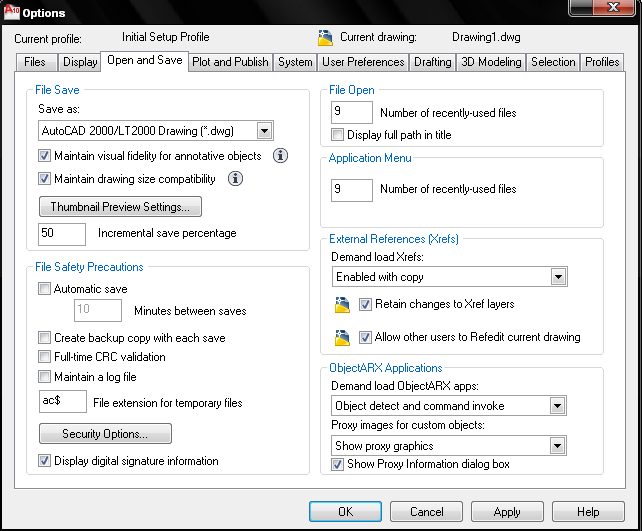 A10 Options
Current profile: Initial Setup Profile Current drawing: Drawing1.dwg
Files Display Open and Save Plot and Publish System User Preferences Drafting 3D Modeling Selection Profiles
File Save
Save as:
AutoCAD 2000/LT2000 Drawing (*.dwg)
Maintain visual fidelity for annotative objects i
Maintain drawing size compatibility i
Thumbnail Preview Settings...
50 Incremental save percentage
File Safety Precautions
Automatic save
10 Minutes between saves
Create backup copy with each save
Full-time CRC validation
Maintain a log file
ac$ File extension for temporary files
Security Options...
Display digital signature information
File Open
9 Number of recently-used files
Display full path in title
Application Menu
9 Number of recently-used files
External References (Xrefs)
Demand load Xrefs:
Enabled with copy
Retain changes to Xref layers
Allow other users to Refedit current drawing
ObjectARX Applications
Demand load ObjectARX apps:
Object detect and command invoke
Proxy images for custom objects:
Show proxy graphics
Show Proxy Information dialog box
OK Cancel Apply Help